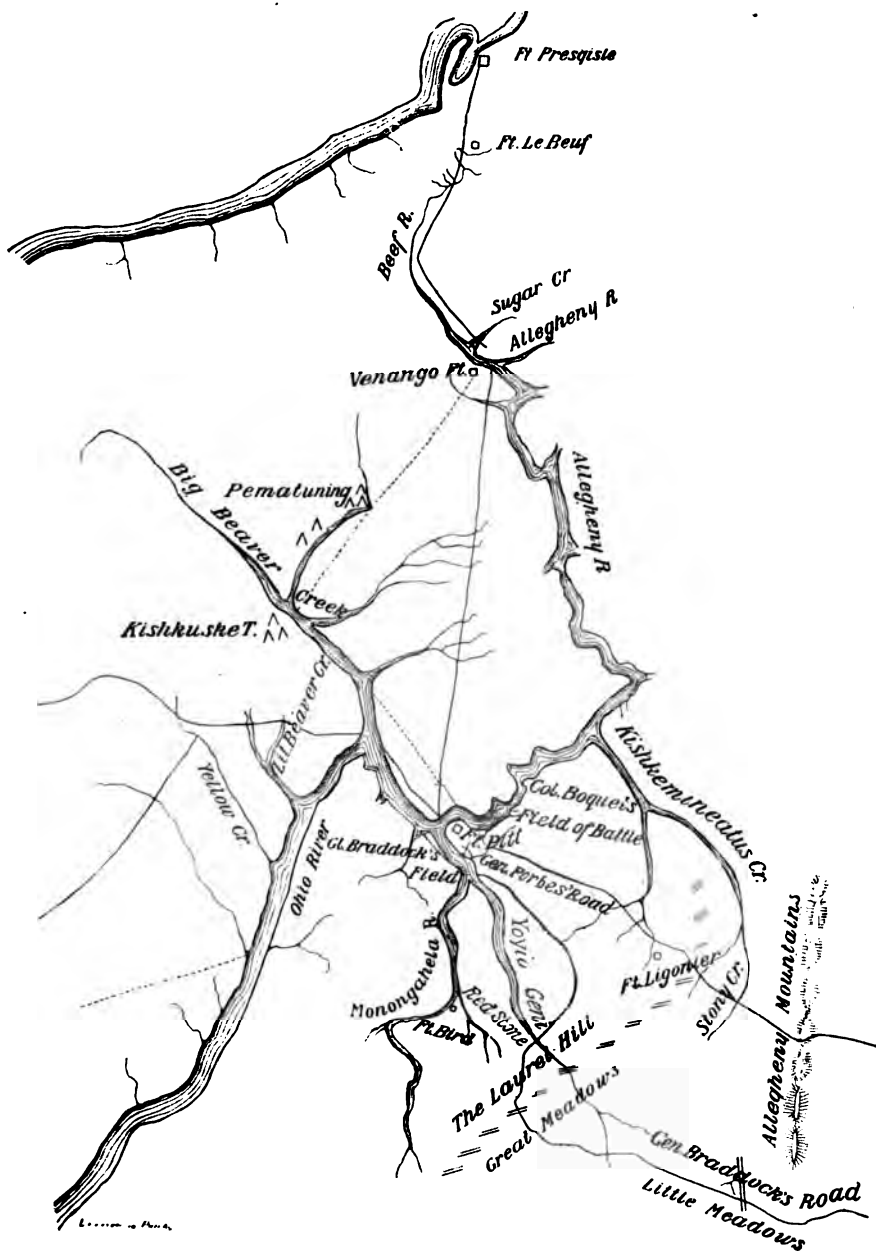 Ft Presqisle
Ft. Le Beuf
Beef R.
Sugar Cr
Allegheny R
Venango Ft.
Allegheny R
Pematuning
Big Beaver Creek
Kishkuske T.
Lit Beaver Cr.
Yellow Cr
Ohio River
Kishkemineatus Cr.
Col. Boqueis
Field of Battle
Ft. Pitt
Gl. Braddock's
Field
Gen. Forbes' Road
Yoyio Geni
Monongahela R.
Red Stone
Ft. Bird
Ft. Ligonier
Stony Cr.
Allegheny Mountains
The Laurel Hill
Great Meadows
Gen. Braddock's Road
Little Meadows